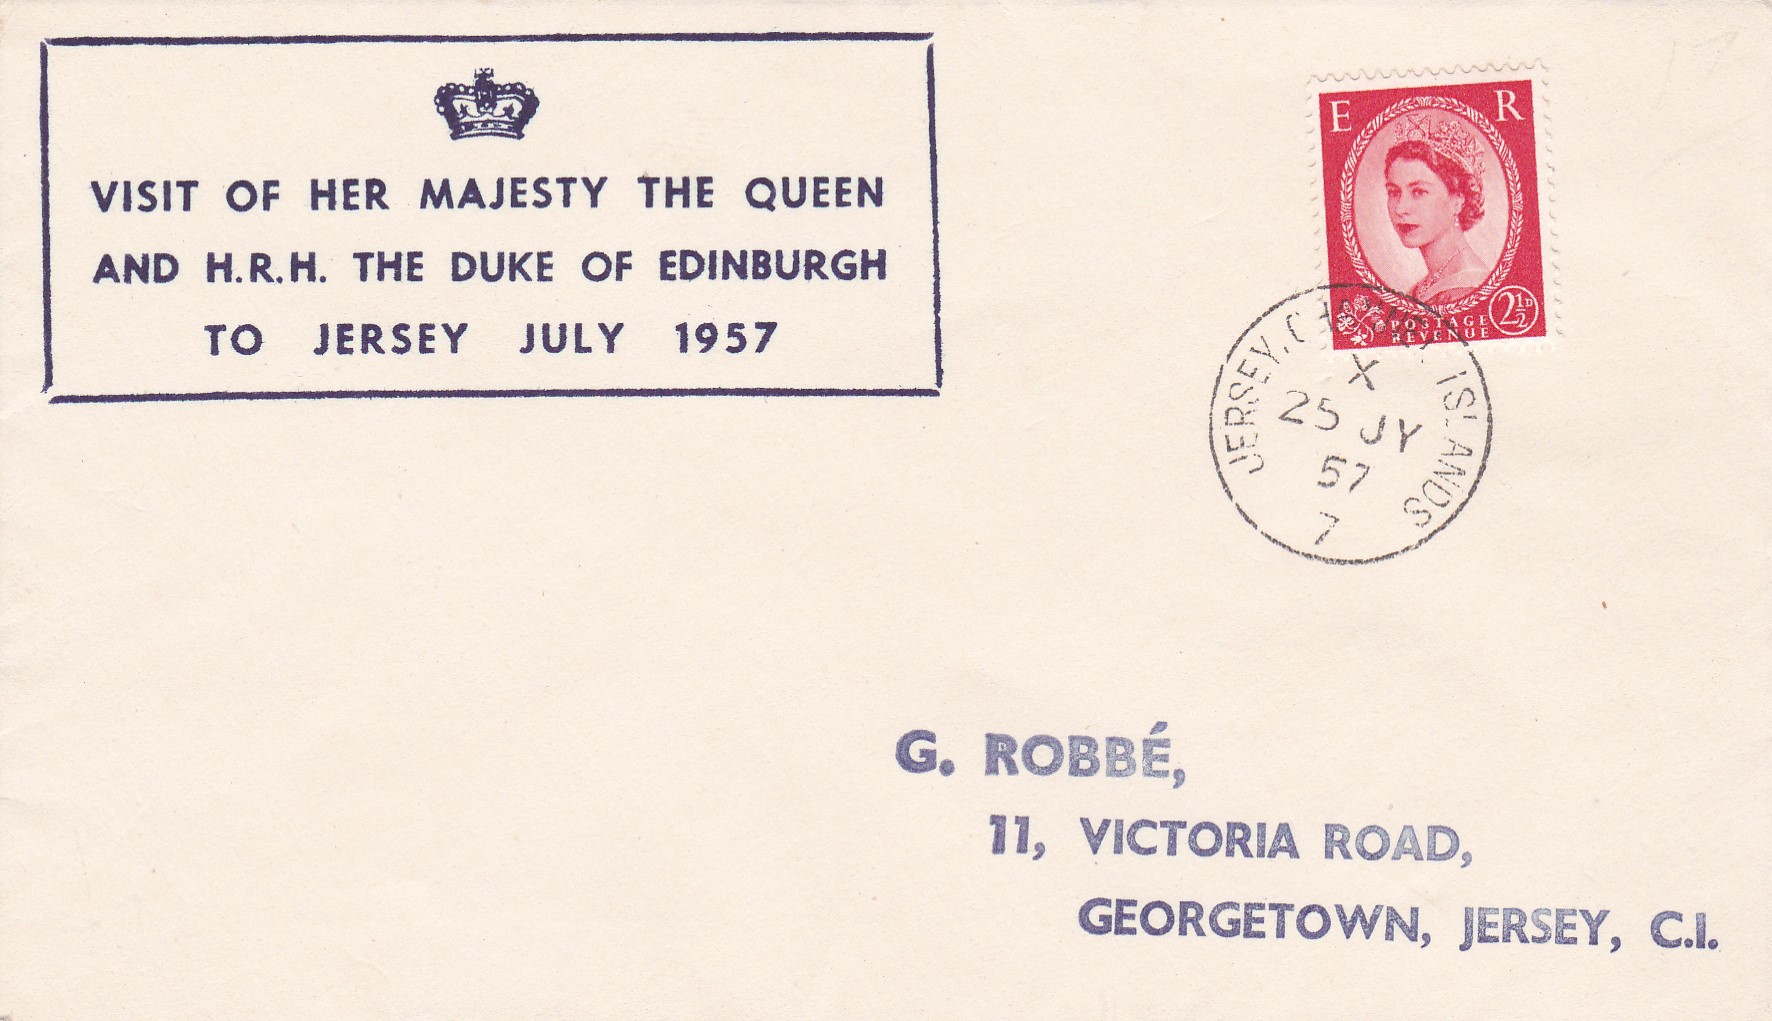 VISIT OF HER MAJESTY THE QUEEN
AND H.R.H. THE DUKE OF EDINBURGH
TO JERSEY JULY 1957
E R
POSTAGE 2½D
REVENUE
JERSEY, CHANNEL ISLANDS
X
25 JY
57
7
G. ROBBÉ,
11, VICTORIA ROAD,
GEORGETOWN, JERSEY, C.I.